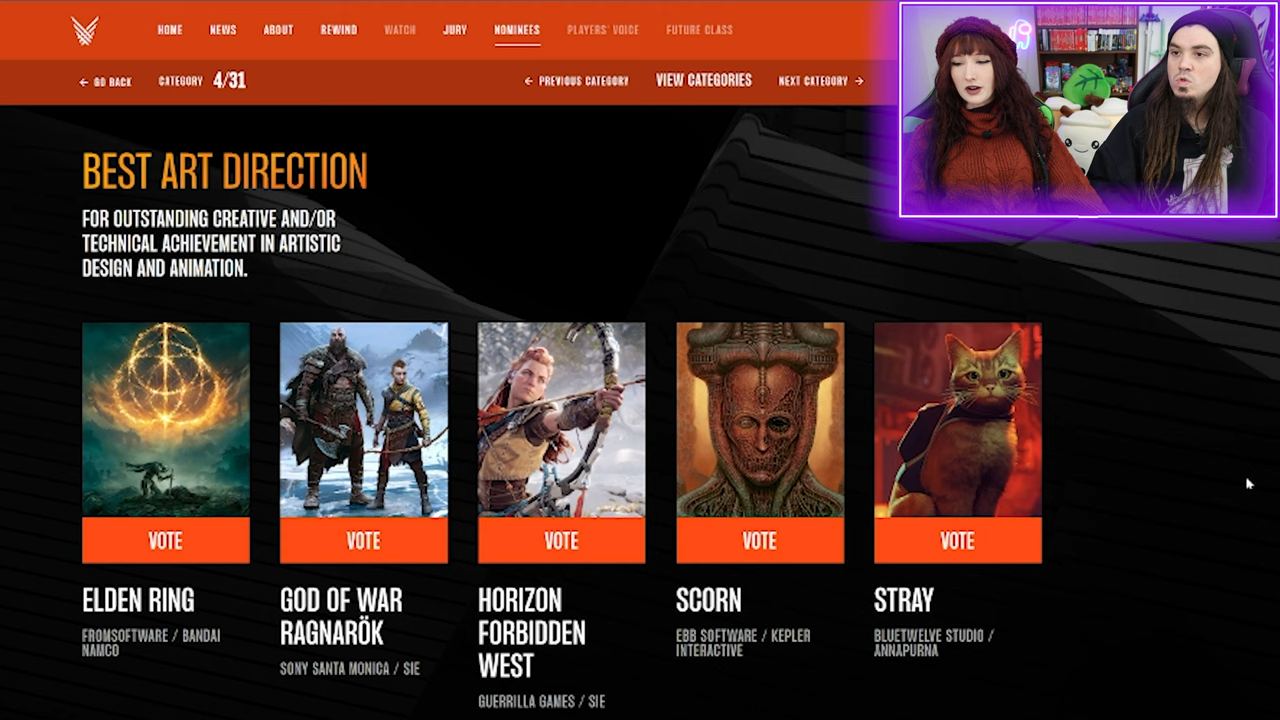 HOME NEWS ABOUT REWIND WATCH JURY NOMINEES PLAYERS' VOICE FUTURE CLASS
← GO BACK CATEGORY 4/31 ← PREVIOUS CATEGORY VIEW CATEGORIES NEXT CATEGORY →
BEST ART DIRECTION
FOR OUTSTANDING CREATIVE AND/OR
TECHNICAL ACHIEVEMENT IN ARTISTIC
DESIGN AND ANIMATION.
VOTE VOTE VOTE VOTE VOTE
ELDEN RING
FROMSOFTWARE / BANDAI
NAMCO
GOD OF WAR
RAGNARÖK
SONY SANTA MONICA / SIE
HORIZON
FORBIDDEN
WEST
GUERRILLA GAMES / SIE
SCORN
EBB SOFTWARE / KEPLER
INTERACTIVE
STRAY
BLUETWELVE STUDIO /
ANNAPURNA